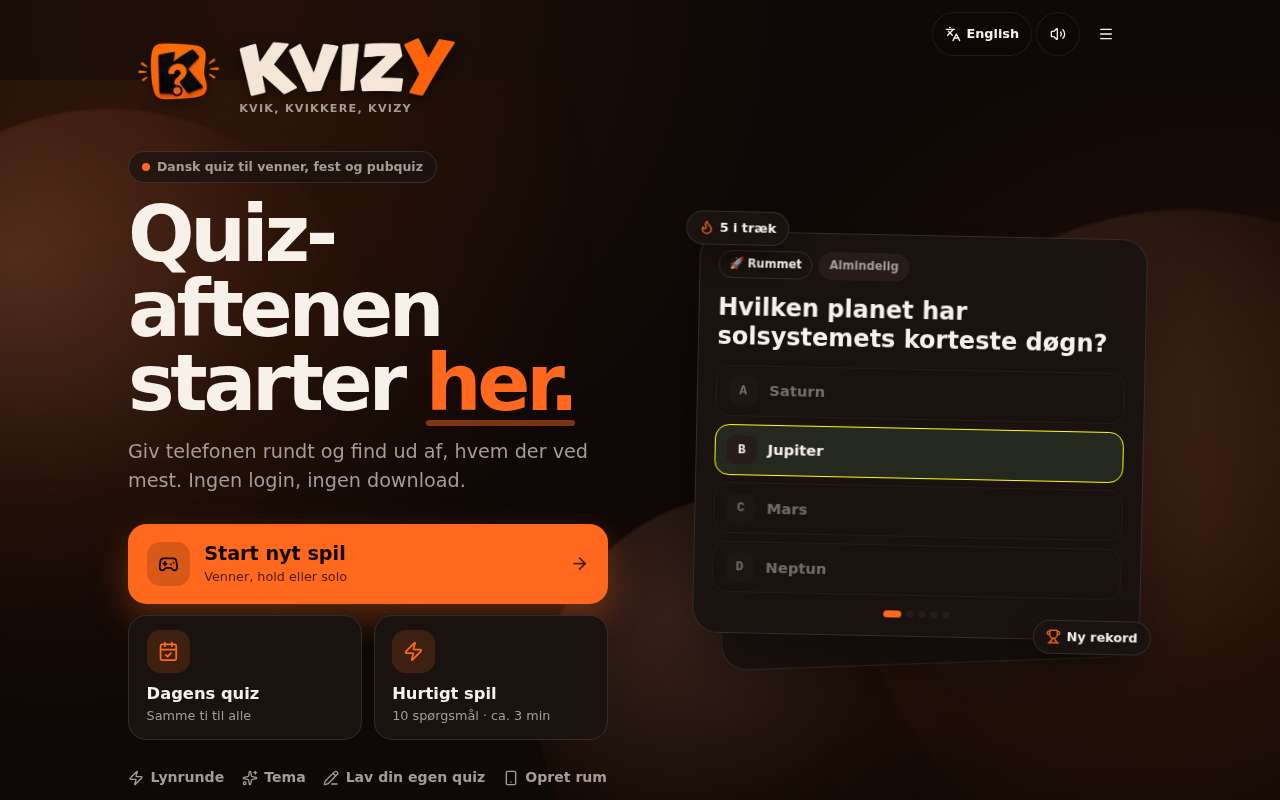 English
K?
KVIZY
KVIK, KVIKKERE, KVIZY
Dansk quiz til venner, fest og pubquiz
Quiz-
aftenen
starter her.
Giv telefonen rundt og find ud af, hvem der ved
mest. Ingen login, ingen download.
Start nyt spil
Venner, hold eller solo
Dagens quiz
Samme ti til alle
Hurtigt spil
10 spørgsmål · ca. 3 min
Lynrunde
Tema
Lav din egen quiz
Opret rum
5 i træk
🚀 Rummet
Almindelig
Hvilken planet har
solsystemets korteste døgn?
A Saturn
B Jupiter
C Mars
D Neptun
Ny rekord